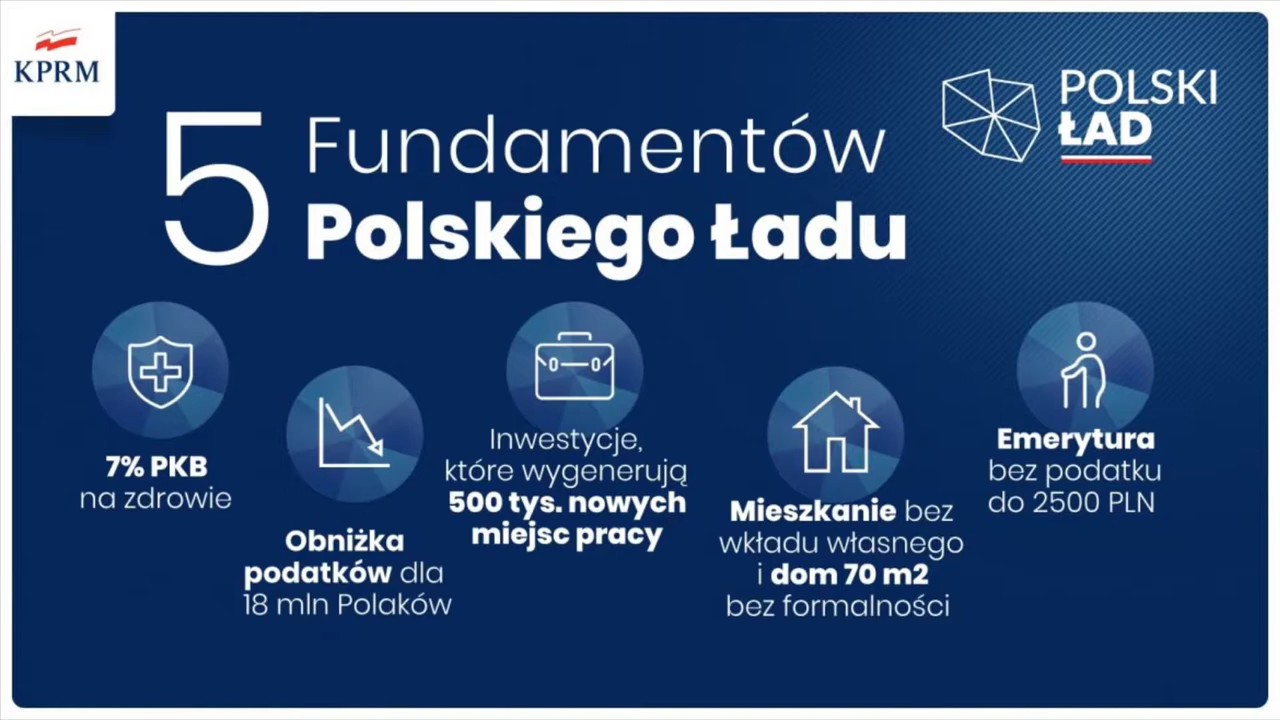 KPRM
POLSKI
ŁAD
5 Fundamentów
Polskiego Ładu
7% PKB
na zdrowie
Obniżka
podatków dla
18 mln Polaków
Inwestycje,
które wygenerują
500 tys. nowych
miejsc pracy
Mieszkanie bez
wkładu własnego
i dom 70 m2
bez formalności
Emerytura
bez podatku
do 2500 PLN